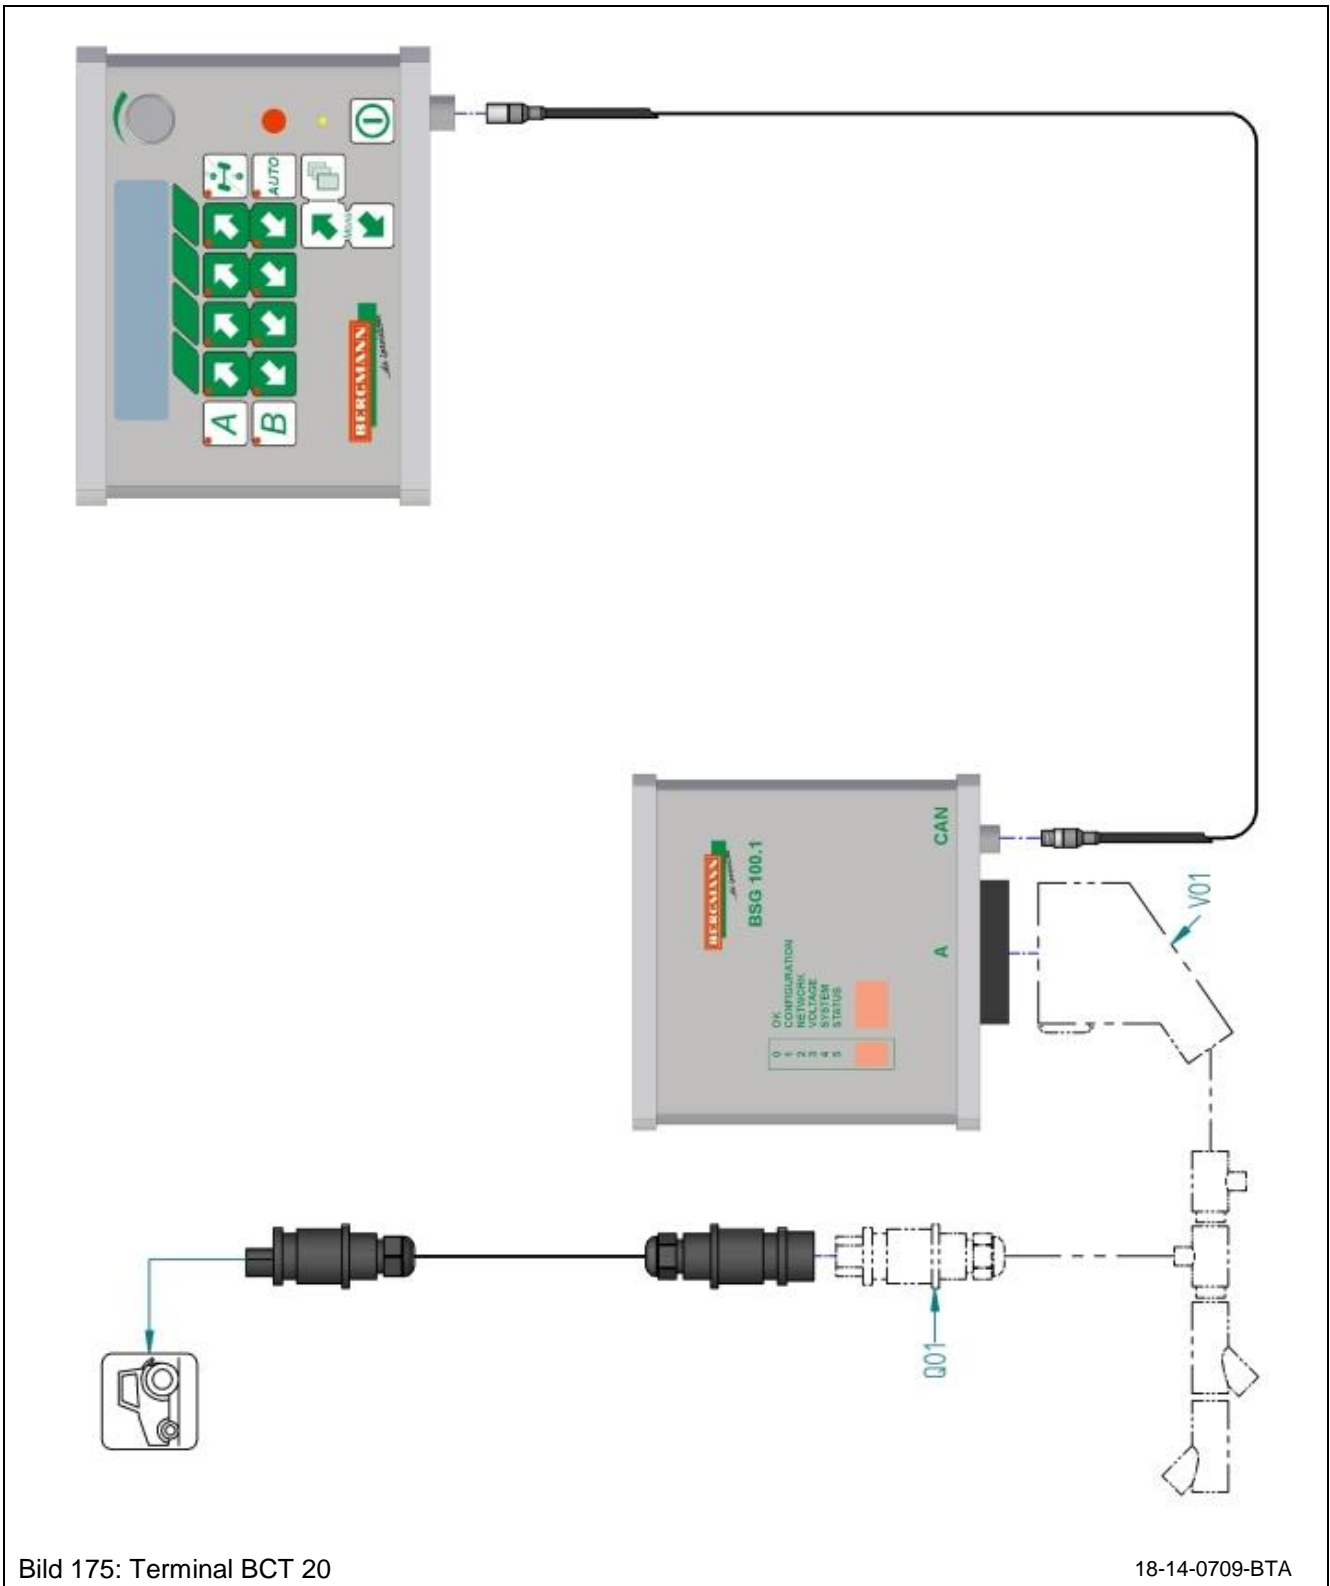 AUTO
Menü
A
B
BERGMANN
BERGMANN
BSG 100.1
CAN
A
0 OK
1 CONFIGURATION
2 NETWORK
3 VOLTAGE
4 SYSTEM
5 STATUS
V01
Q01
Bild 175: Terminal BCT 20
18-14-0709-BTA